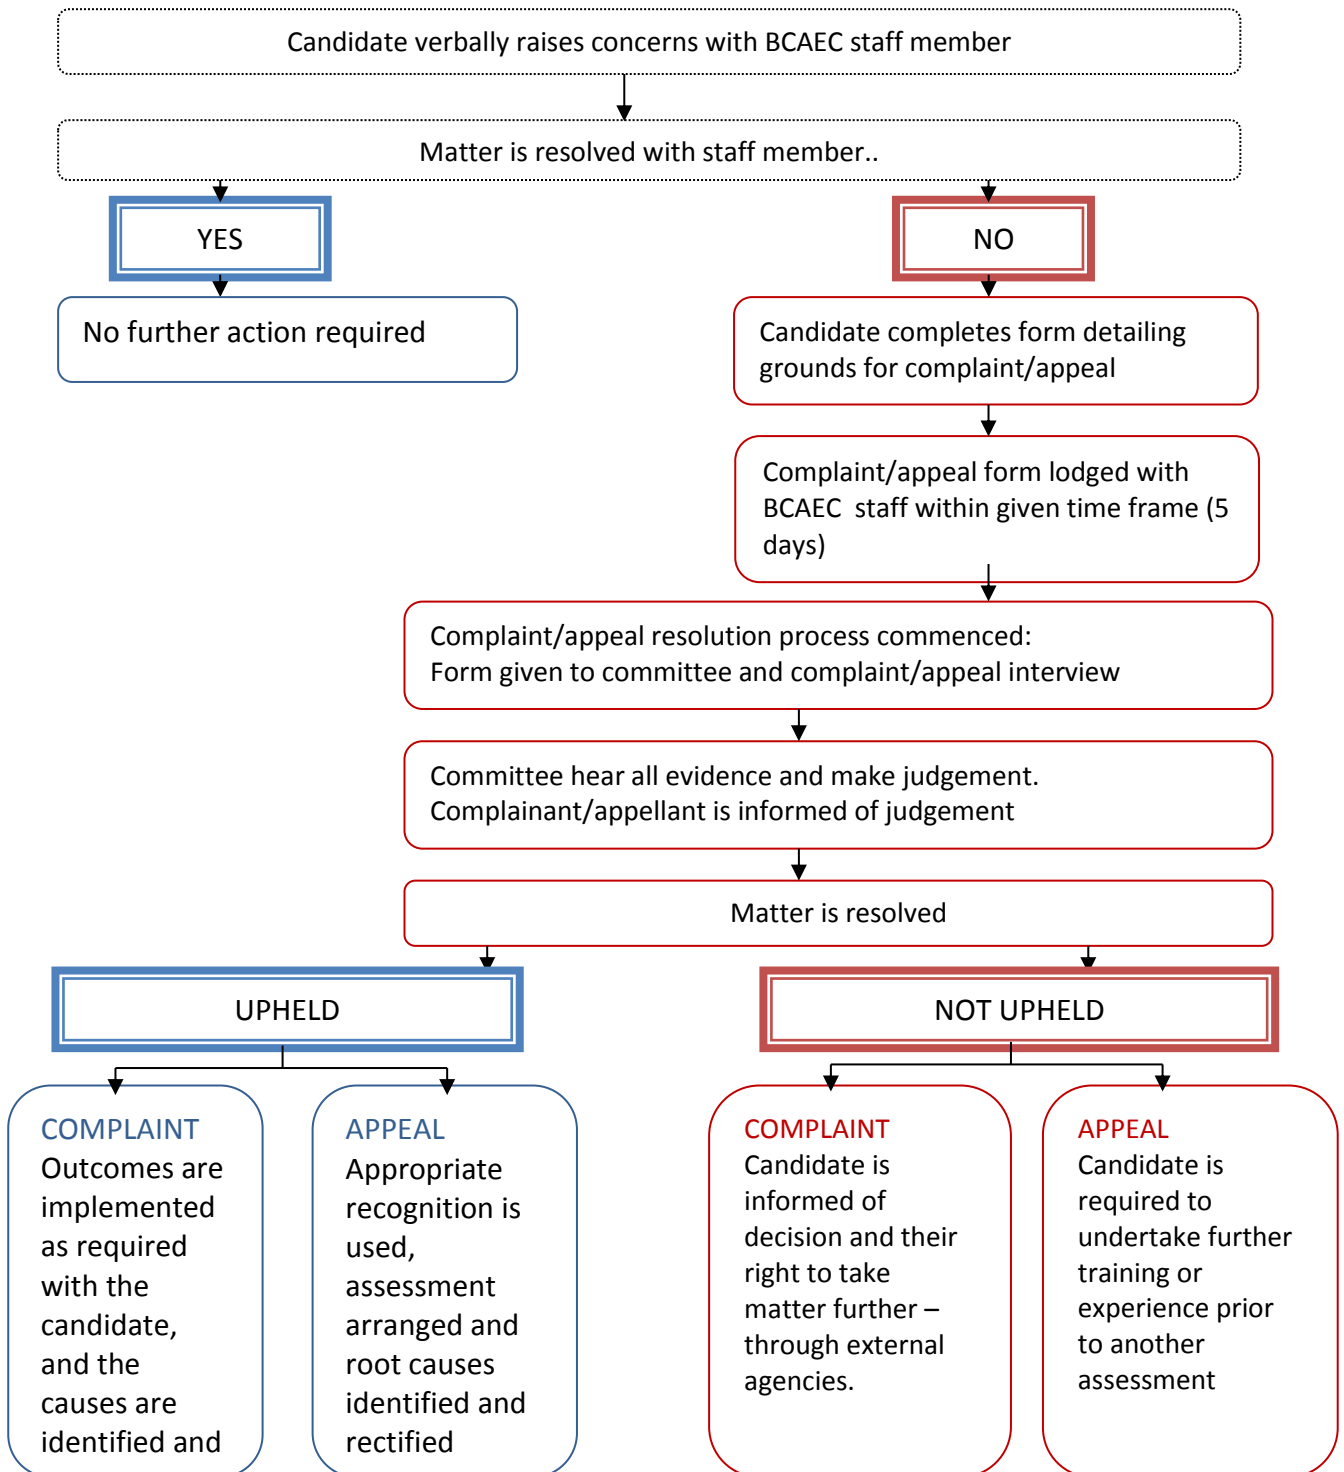 Candidate verbally raises concerns with BCAEC staff member
Matter is resolved with staff member..
YES
NO
No further action required
Candidate completes form detailing
grounds for complaint/appeal
Complaint/appeal form lodged with
BCAEC  staff within given time frame (5
days)
Complaint/appeal resolution process commenced:
Form given to committee and complaint/appeal interview
Committee hear all evidence and make judgement.
Complainant/appellant is informed of judgement
Matter is resolved
UPHELD
NOT UPHELD
COMPLAINT
Outcomes are
implemented
as required
with the
candidate,
and the
causes are
identified and
APPEAL
Appropriate
recognition is
used,
assessment
arranged and
root causes
identified and
rectified
COMPLAINT
Candidate is
informed of
decision and their
right to take
matter further –
through external
agencies.
APPEAL
Candidate is
required to
undertake further
training or
experience prior
to another
assessment